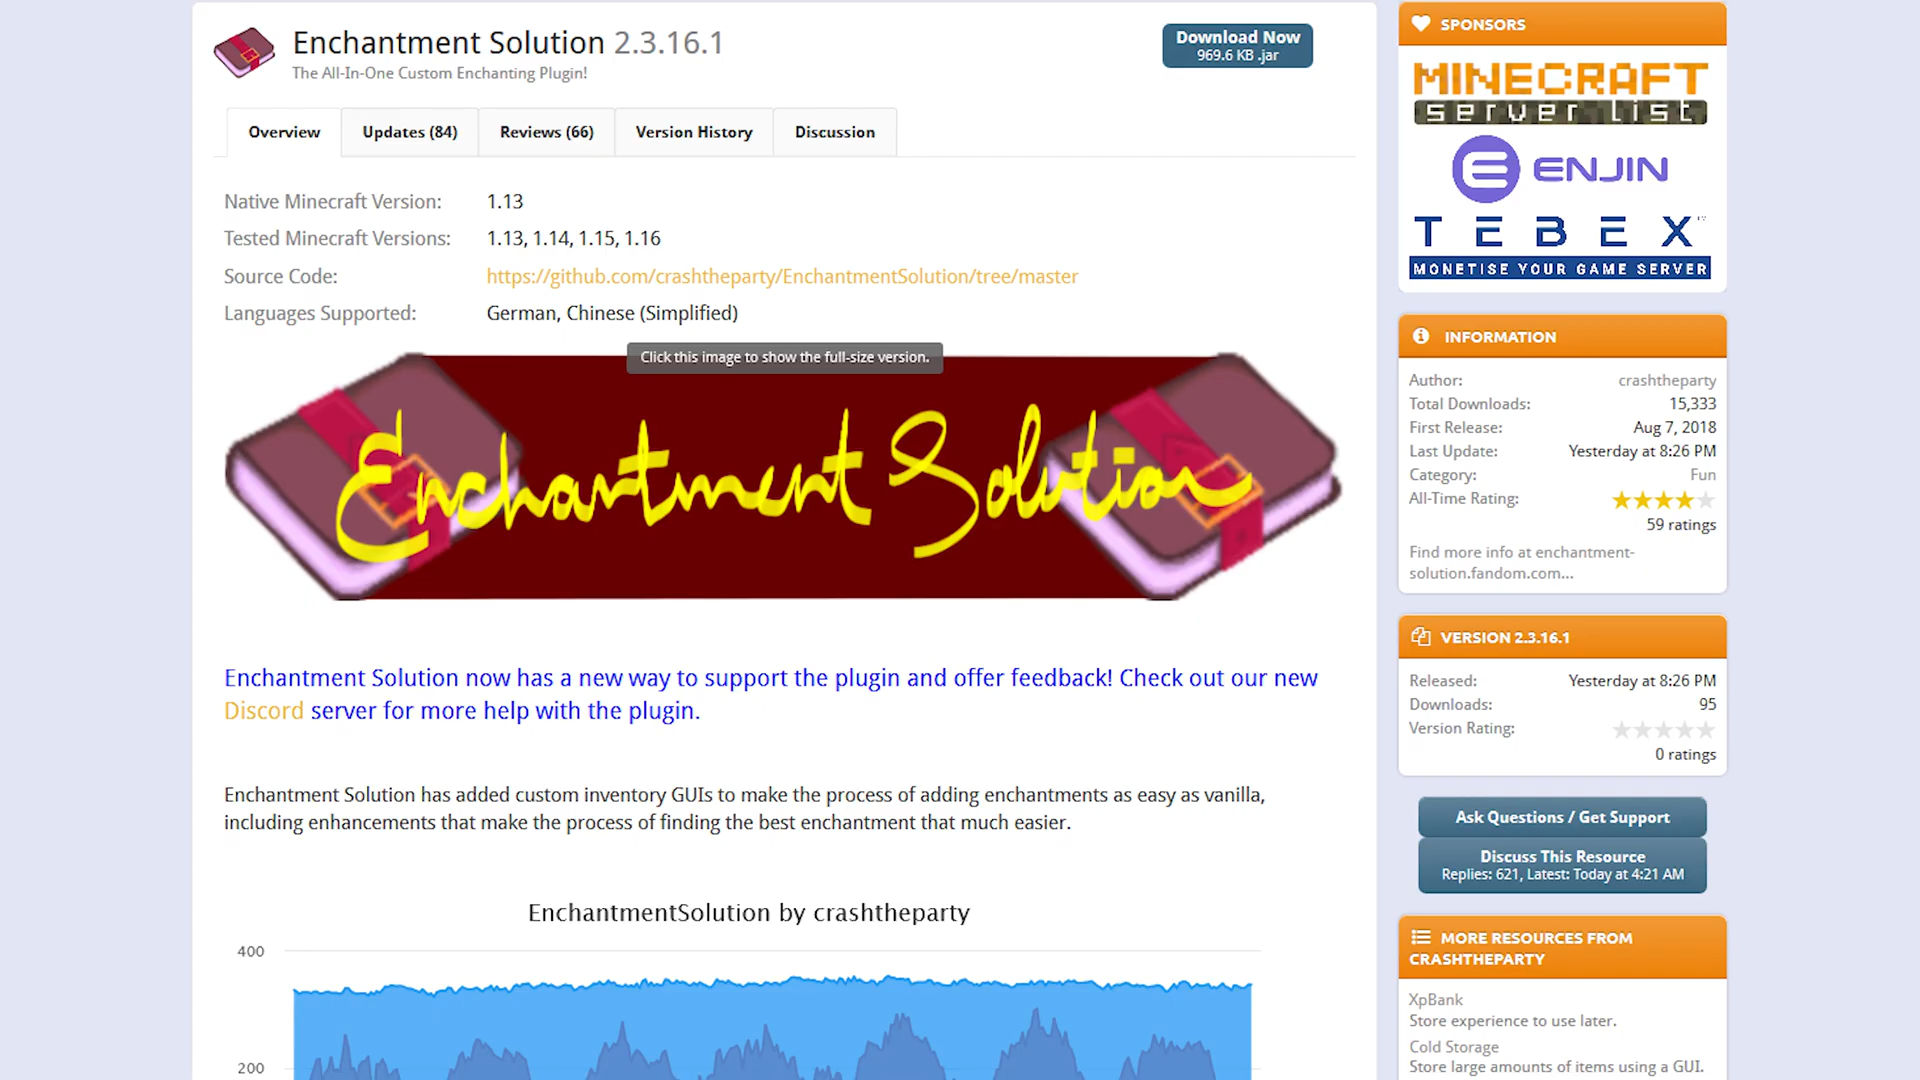 Enchantment Solution 2.3.16.1
The All-In-One Custom Enchanting Plugin!
Download Now
969.6 KB .jar
Overview
Updates (84)
Reviews (66)
Version History
Discussion
Native Minecraft Version: 1.13
Tested Minecraft Versions: 1.13, 1.14, 1.15, 1.16
Source Code: https://github.com/crashtheparty/EnchantmentSolution/tree/master
Languages Supported: German, Chinese (Simplified)
Click this image to show the full-size version.
Enchantment Solution
Enchantment Solution now has a new way to support the plugin and offer feedback! Check out our new
Discord server for more help with the plugin.
Enchantment Solution has added custom inventory GUIs to make the process of adding enchantments as easy as vanilla,
including enhancements that make the process of finding the best enchantment that much easier.
EnchantmentSolution by crashtheparty
400
200
SPONSORS
MINECRAFT
server list
ENJIN
TEBEX
MONETISE YOUR GAME SERVER
INFORMATION
Author: crashtheparty
Total Downloads: 15,333
First Release: Aug 7, 2018
Last Update: Yesterday at 8:26 PM
Category: Fun
All-Time Rating:
59 ratings
Find more info at enchantment-
solution.fandom.com...
VERSION 2.3.16.1
Released: Yesterday at 8:26 PM
Downloads: 95
Version Rating:
0 ratings
Ask Questions / Get Support
Discuss This Resource
Replies: 621, Latest: Today at 4:21 AM
MORE RESOURCES FROM
CRASHTHEPARTY
XpBank
Store experience to use later.
Cold Storage
Store large amounts of items using a GUI.